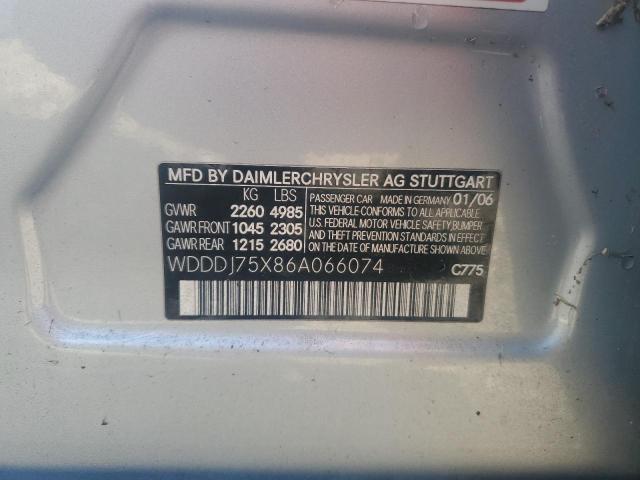 MFD BY DAIMLERCHRYSLER AG STUTTGART
KG LBS
GVWR 2260 4985
GAWR FRONT 1045 2305
GAWR REAR 1215 2680
PASSENGER CAR MADE IN GERMANY 01/06
THIS VEHICLE CONFORMS TO ALL APPLICABLE
U.S. FEDERAL MOTOR VEHICLE SAFETY, BUMPER,
AND THEFT PREVENTION STANDARDS IN EFFECT
ON THE DATE OF MANUFACTURE SHOWN ABOVE.
WDDDJ75X86A066074
C775